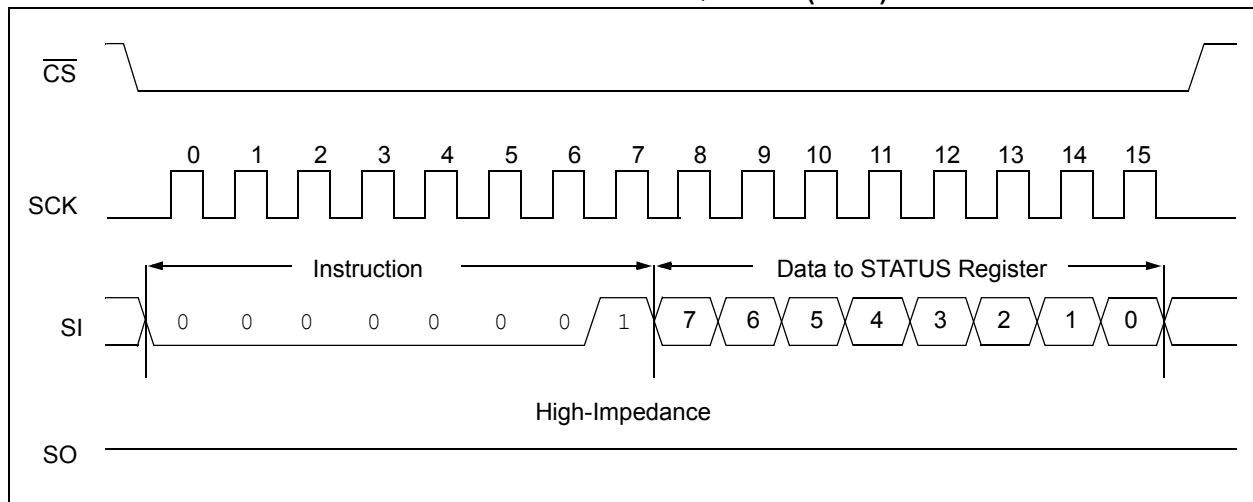 CS
0 1 2 3 4 5 6 7 8 9 10 11 12 13 14 15
SCK
Instruction Data to STATUS Register
SI 0 0 0 0 0 0 0 1 7 6 5 4 3 2 1 0
High-Impedance
SO